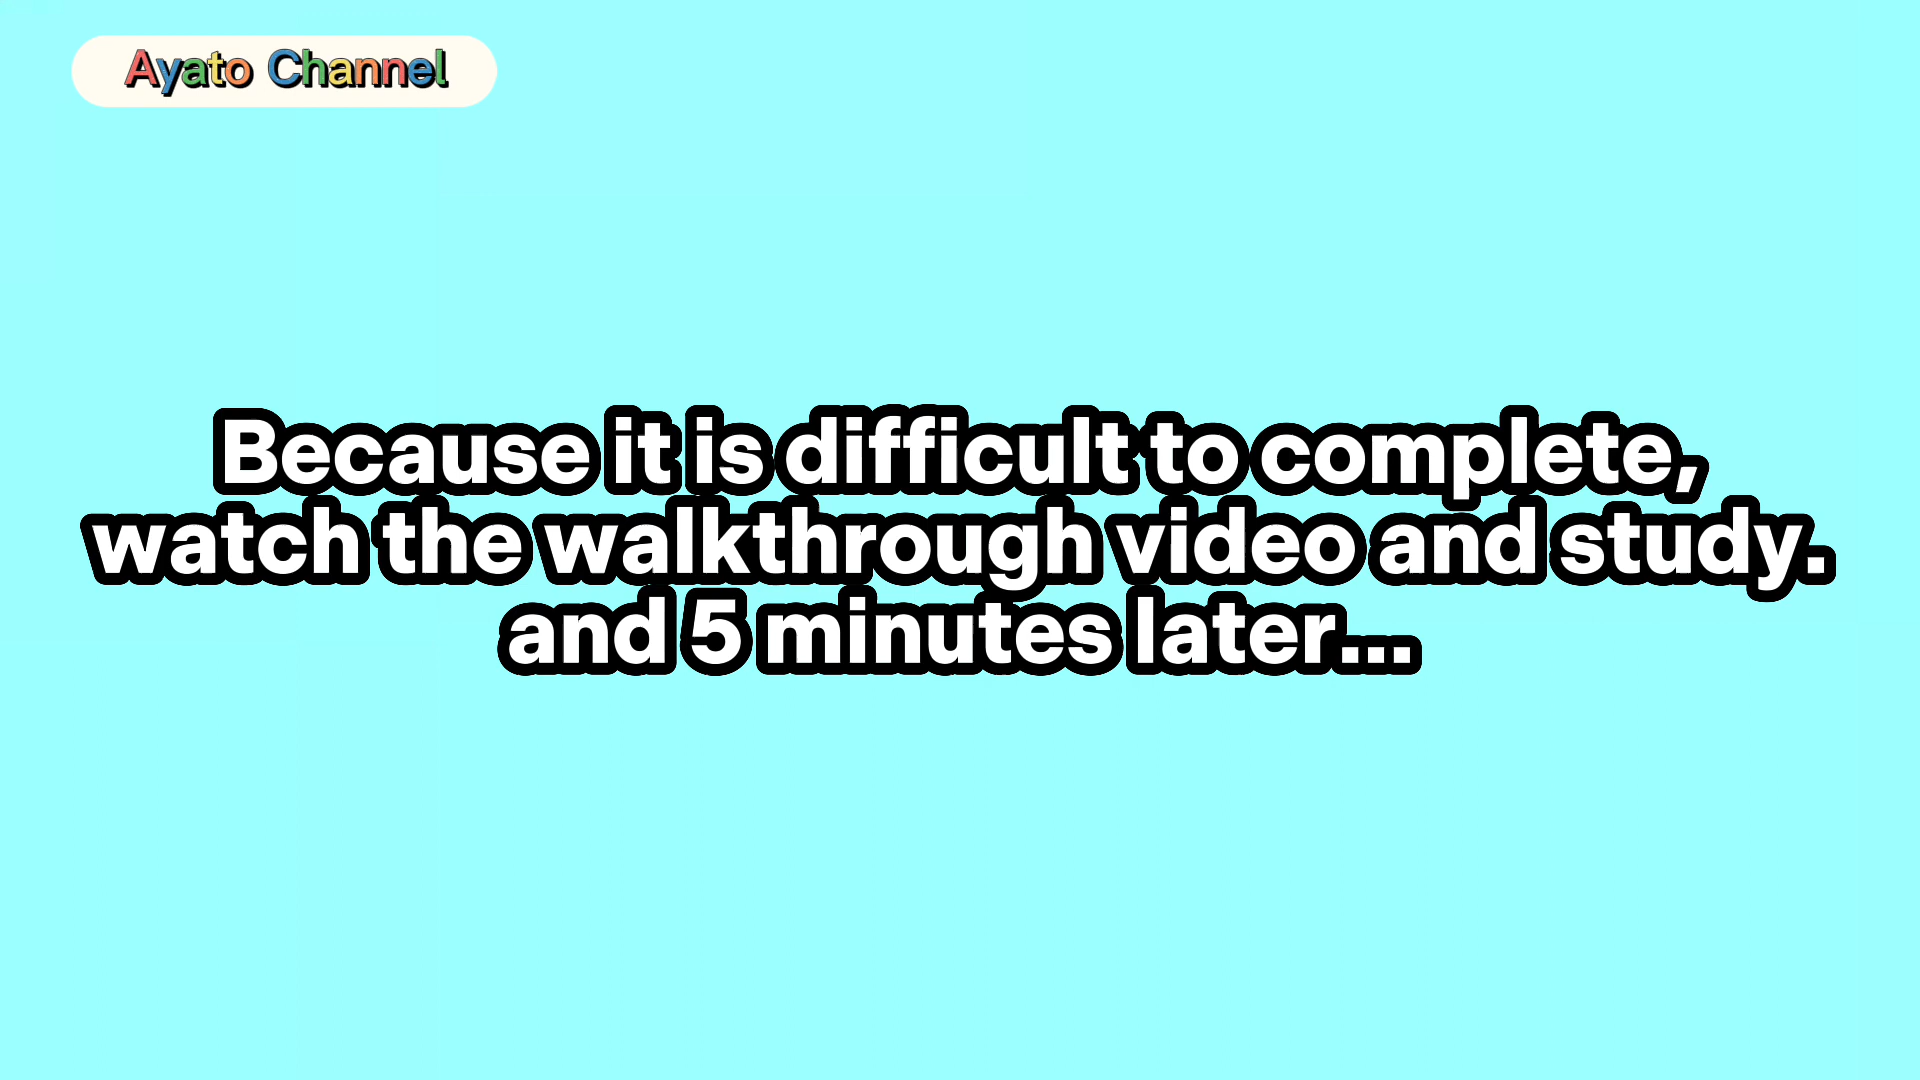 Ayato Channel
Because it is difficult to complete,
watch the walkthrough video and study.
and 5 minutes later...